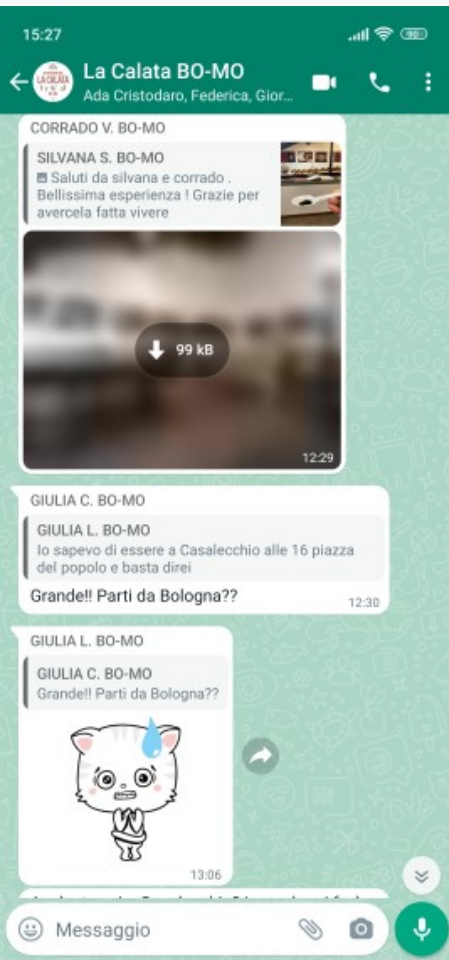 15:27
90
La Calata BO-MO
Ada Cristodaro, Federica, Gior...
CORRADO V. BO-MO
SILVANA S. BO-MO
Saluti da silvana e corrado .
Bellissima esperienza ! Grazie per
avercela fatta vivere
99 kB
12:29
GIULIA C. BO-MO
GIULIA L. BO-MO
Io sapevo di essere a Casalecchio alle 16 piazza
del popolo e basta direi
Grande!! Parti da Bologna??
12:30
GIULIA L. BO-MO
GIULIA C. BO-MO
Grande!! Parti da Bologna??
13:06
Messaggio